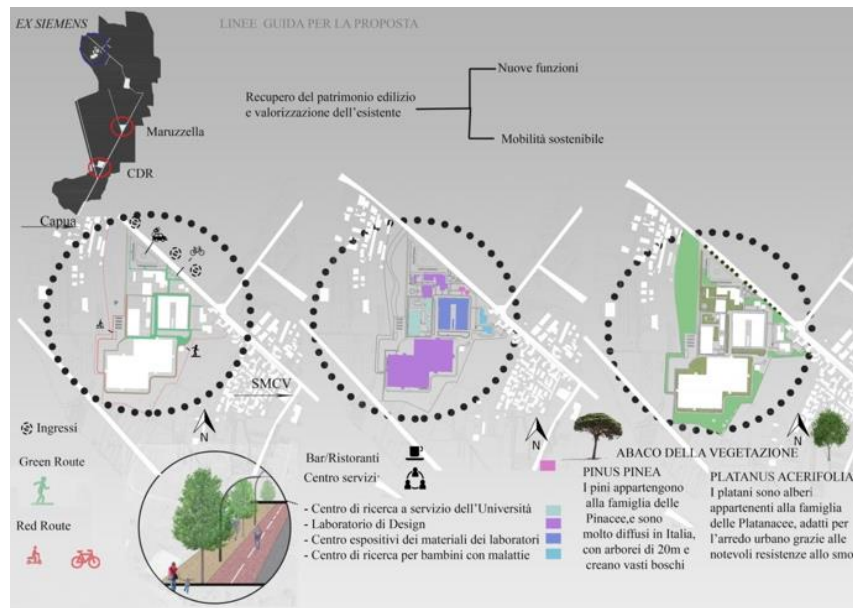 EX SIEMENS
LINEE GUIDA PER LA PROPOSTA
Nuove funzioni
Recupero del patrimonio edilizio
e valorizzazione dell'esistente
Mobilità sostenibile
Maruzzella
CDR
Capua
SMCV
N
N
N
Ingressi
Green Route
Red Route
Bar/Ristoranti
Centro servizi
- Centro di ricerca a servizio dell'Università
- Laboratorio di Design
- Centro espositivi dei materiali dei laboratori
- Centro di ricerca per bambini con malattie
ABACO DELLA VEGETAZIONE
PINUS PINEA
I pini appartengono
alla famiglia delle
Pinacee,e sono
molto diffusi in Italia,
con arborei di 20m e
creano vasti boschi
PLATANUS ACERIFOLIA
I platani sono alberi
appartenenti alla famiglia
delle Platanacee, adatti per
l'arredo urbano grazie alle
notevoli resistenze allo smo